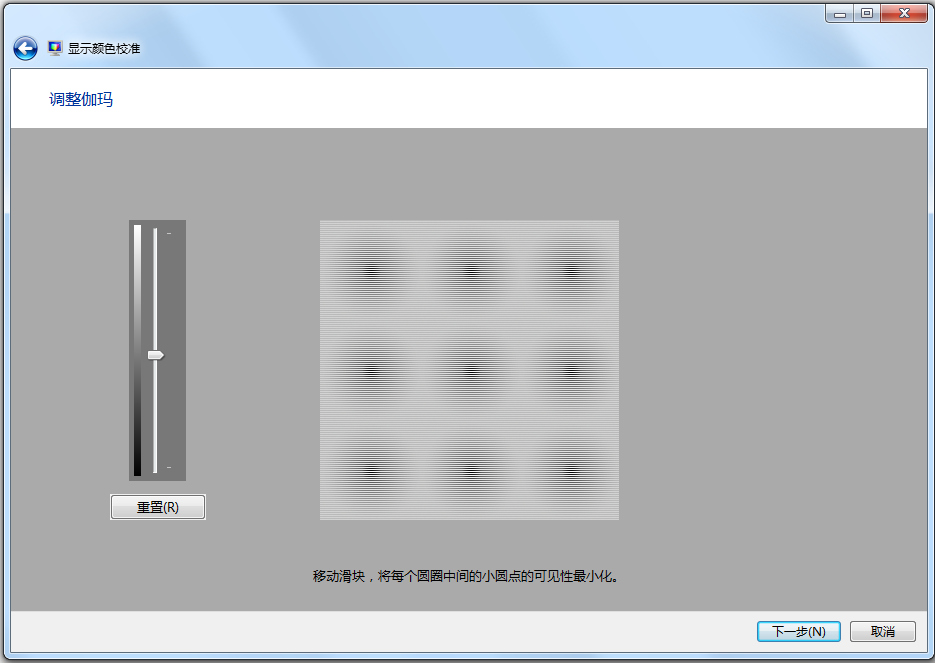 显示颜色校准
调整伽玛
重置(R)
移动滑块，将每个圆圈中间的小圆点的可见性最小化。
下一步(N)
取消